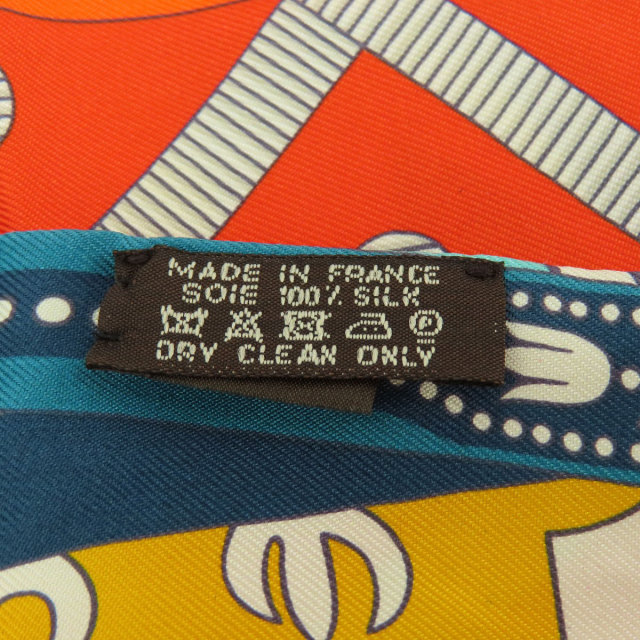 MADE IN FRANCE
SOIE 100% SILK
DRY CLEAN ONLY